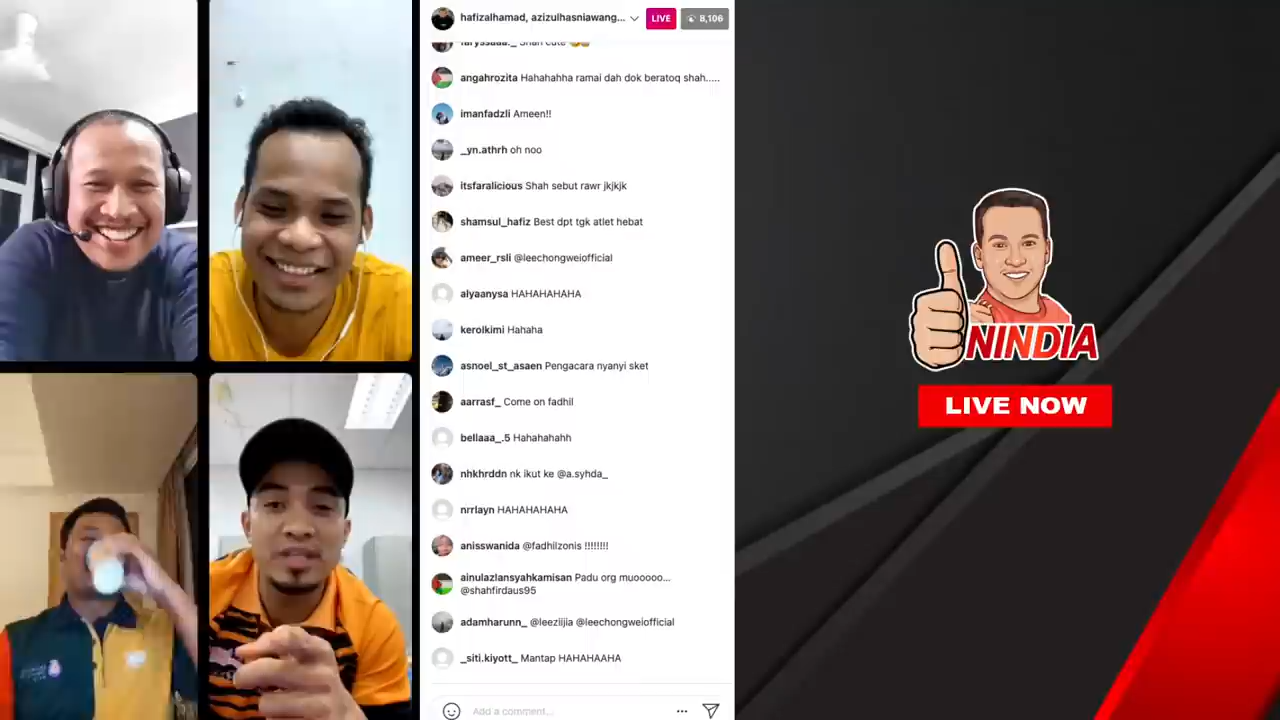 hafizalhamad, azizulhasniawang...
LIVE
8,106
angahrozita Hahahahha ramai dah dok beratoq shah.....
imanfadzli Ameen!!
_yn.athrh oh noo
itsfaralicious Shah sebut rawr jkjkjk
shamsul_hafiz Best dpt tgk atlet hebat
ameer_rsli @leechongweiofficial
alyaanysa HAHAHAHAHA
kerolkimi Hahaha
asnoel_st_asaen Pengacara nyanyi sket
aarrasf_ Come on fadhil
bellaaa_.5 Hahahahahh
nhkhrddn nk ikut ke @a.syhda_
nrrlayn HAHAHAHAHA
anisswanida @fadhilzonis !!!!!!!!
ainulazlansyahkamisan Padu org muooooo...
@shahfirdaus95
adamharunn_ @leeziijia @leechongweiofficial
_siti.kiyott_ Mantap HAHAHAAHA
Add a comment...
NINDIA
LIVE NOW